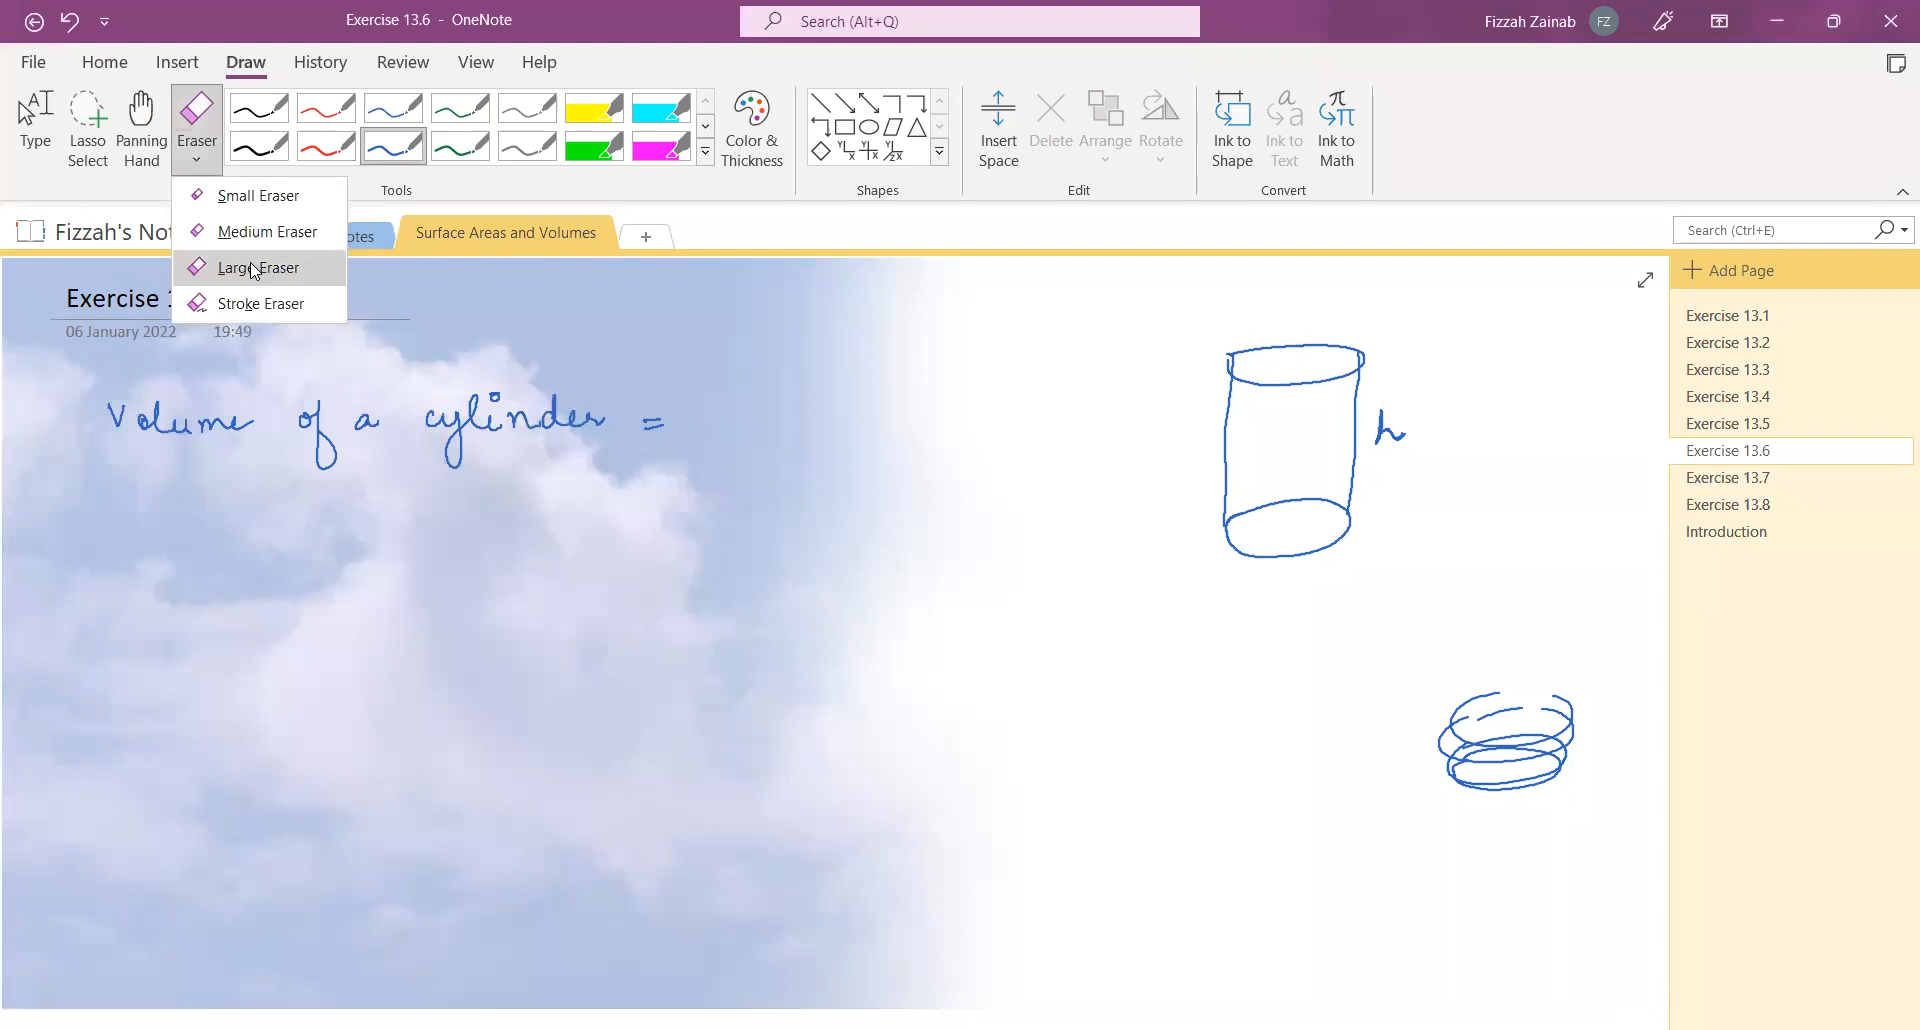 Exercise 13.6 - OneNote
Search (Alt+Q)
Fizzah Zainab
FZ
File Home Insert Draw History Review View Help
Type
Lasso Select
Panning Hand
Eraser
Color & Thickness
Insert Space
Delete
Arrange
Rotate
Ink to Shape
Ink to Text
Ink to Math
Tools
Shapes
Edit
Convert
Small Eraser
Medium Eraser
Large Eraser
Stroke Eraser
Fizzah's Not
otes
Surface Areas and Volumes
Search (Ctrl+E)
Add Page
Exercise 13.1
Exercise 13.2
Exercise 13.3
Exercise 13.4
Exercise 13.5
Exercise 13.6
Exercise 13.7
Exercise 13.8
Introduction
Exercise
06 January 2022 19:49
Volume of a cylinder =
h